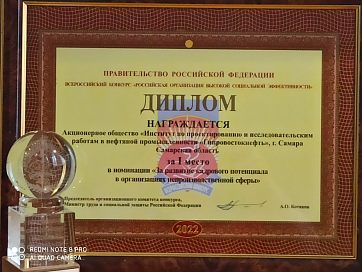 ПРАВИТЕЛЬСТВО РОССИЙСКОЙ ФЕДЕРАЦИИ
ВСЕРОССИЙСКИЙ КОНКУРС «РОССИЙСКАЯ ОРГАНИЗАЦИЯ ВЫСОКОЙ СОЦИАЛЬНОЙ ЭФФЕКТИВНОСТИ»
ДИПЛОМ
НАГРАЖДАЕТСЯ
Акционерное общество «Институт по проектированию и исследовательским
работам в нефтяной промышленности «Гипровостокнефть», г. Самара
Самарская область
за 1 место
в номинации «За развитие кадрового потенциала
в организациях непроизводственной сферы»
Председатель организационного комитета конкурса,
Министр труда и социальной защиты Российской Федерации
А.О. Котяков
2022
REDMI NOTE 8 PRO
AI QUAD CAMERA